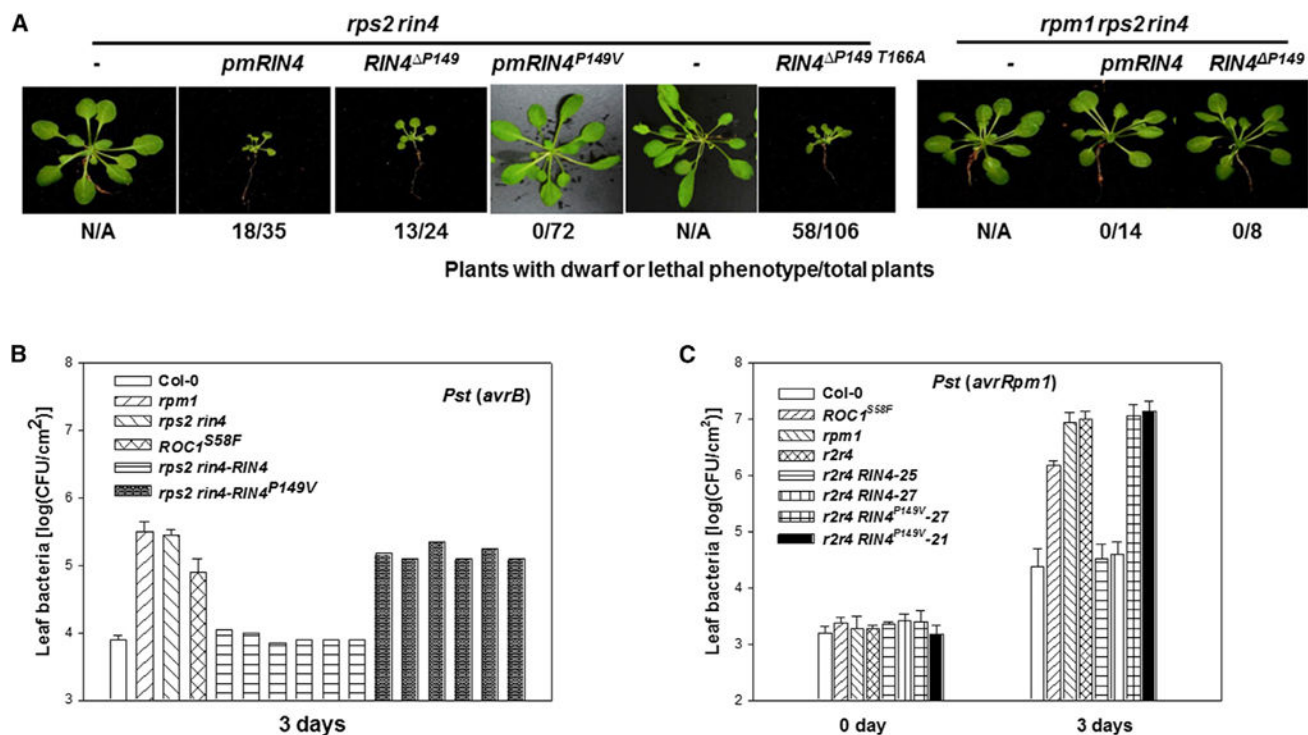 A
rps2 rin4
rpm1 rps2 rin4
- pmRIN4 RIN4ΔP149 pmRIN4P149V - RIN4ΔP149 T166A - pmRIN4 RIN4ΔP149
N/A 18/35 13/24 0/72 N/A 58/106 N/A 0/14 0/8
Plants with dwarf or lethal phenotype/total plants
B
Leaf bacteria [log(CFU/cm2)]
8
7
6
5
4
3
Col-0
rpm1
rps2 rin4
ROC1S58F
rps2 rin4-RIN4
rps2 rin4-RIN4P149V
Pst (avrB)
3 days
C
Leaf bacteria [log(CFU/cm2)]
8
7
6
5
4
3
2
Pst (avrRpm1)
Col-0
ROC1S58F
rpm1
r2r4
r2r4 RIN4-25
r2r4 RIN4-27
r2r4 RIN4P149V-27
r2r4 RIN4P149V-21
0 day 3 days